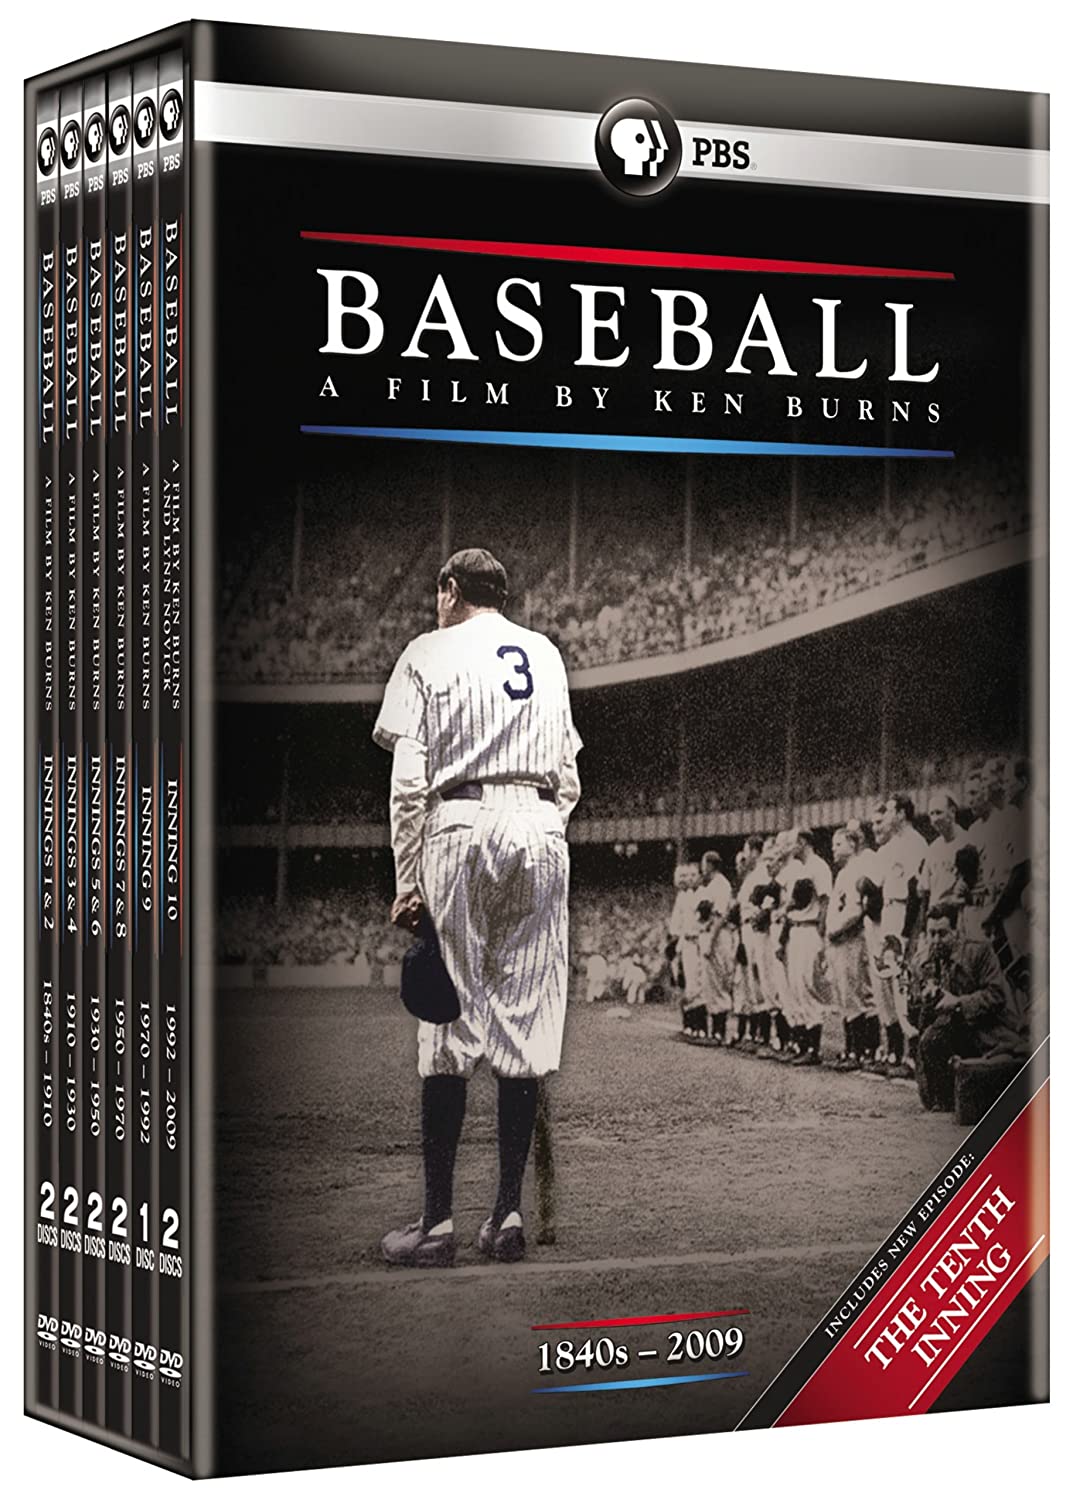 PBS
BASEBALL
A FILM BY KEN BURNS
3
1840s – 2009
INCLUDES NEW EPISODE:
THE TENTH
INNING
PBS
BASEBALL
A FILM BY KEN BURNS
INNINGS 1 & 2
1840s – 1910
2
DISCS
DVD
VIDEO
PBS
BASEBALL
A FILM BY KEN BURNS
INNINGS 3 & 4
1910 – 1930
2
DISCS
DVD
VIDEO
PBS
BASEBALL
A FILM BY KEN BURNS
INNINGS 5 & 6
1930 – 1950
2
DISCS
DVD
VIDEO
PBS
BASEBALL
A FILM BY KEN BURNS
INNINGS 7 & 8
1950 – 1970
2
DISCS
DVD
VIDEO
PBS
BASEBALL
A FILM BY KEN BURNS
INNING 9
1970 – 1992
1
DISC
DVD
VIDEO
PBS
BASEBALL
A FILM BY KEN BURNS
AND LYNN NOVICK
INNING 10
1992 – 2009
2
DISCS
DVD
VIDEO